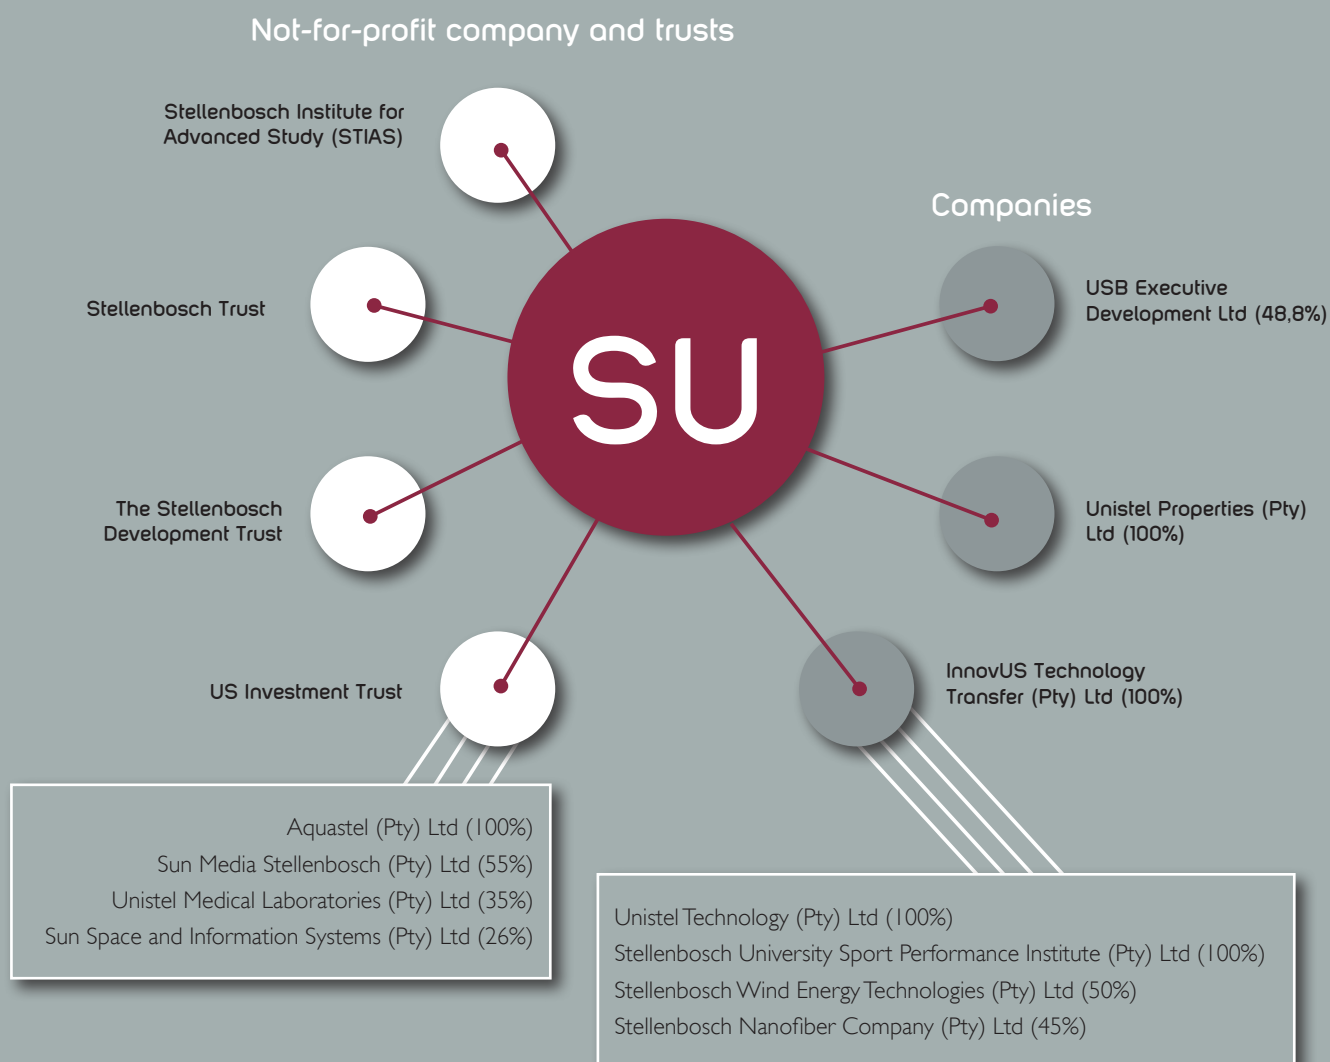 Not-for-profit company and trusts
Stellenbosch Institute for
Advanced Study (STIAS)
Stellenbosch Trust
The Stellenbosch
Development Trust
US Investment Trust
Aquastel (Pty) Ltd (100%)
Sun Media Stellenbosch (Pty) Ltd (55%)
Unistel Medical Laboratories (Pty) Ltd (35%)
Sun Space and Information Systems (Pty) Ltd (26%)
SU
Companies
USB Executive
Development Ltd (48,8%)
Unistel Properties (Pty)
Ltd (100%)
InnovUS Technology
Transfer (Pty) Ltd (100%)
Unistel Technology (Pty) Ltd (100%)
Stellenbosch University Sport Performance Institute (Pty) Ltd (100%)
Stellenbosch Wind Energy Technologies (Pty) Ltd (50%)
Stellenbosch Nanofiber Company (Pty) Ltd (45%)